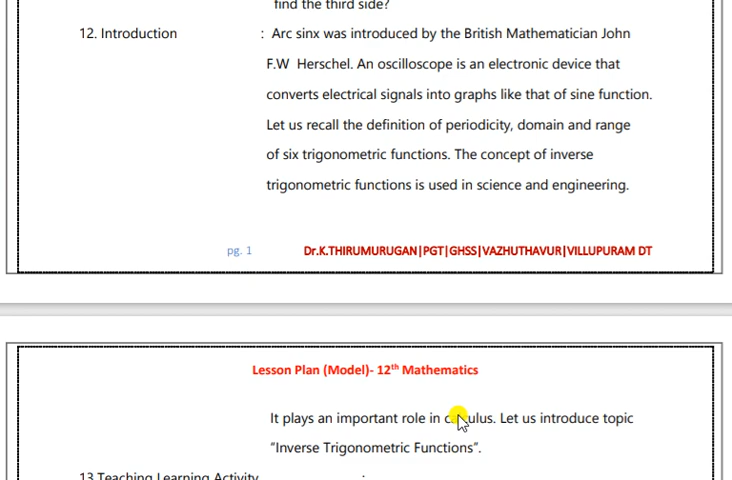 find the third side?
12. Introduction : Arc sinx was introduced by the British Mathematician John
F.W Herschel. An oscilloscope is an electronic device that
converts electrical signals into graphs like that of sine function.
Let us recall the definition of periodicity, domain and range
of six trigonometric functions. The concept of inverse
trigonometric functions is used in science and engineering.
pg. 1 Dr.K.THIRUMURUGAN|PGT|GHSS|VAZHUTHAVUR|VILLUPURAM DT
Lesson Plan (Model)- 12th Mathematics
It plays an important role in calculus. Let us introduce topic
“Inverse Trigonometric Functions”.
13.Teaching Learning Activity :